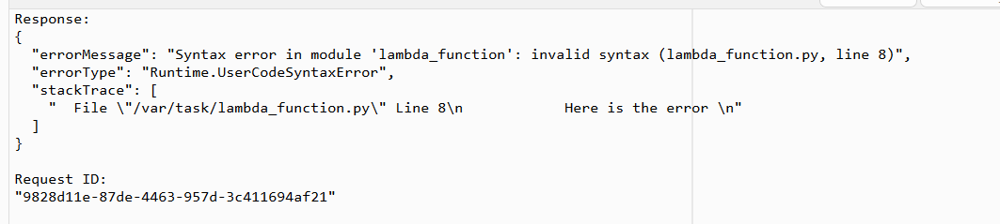 Response:
{
  "errorMessage": "Syntax error in module 'lambda_function': invalid syntax (lambda_function.py, line 8)",
  "errorType": "Runtime.UserCodeSyntaxError",
  "stackTrace": [
    "  File \"/var/task/lambda_function.py\" Line 8\n            Here is the error \n"
  ]
}

Request ID:
"9828d11e-87de-4463-957d-3c411694af21"